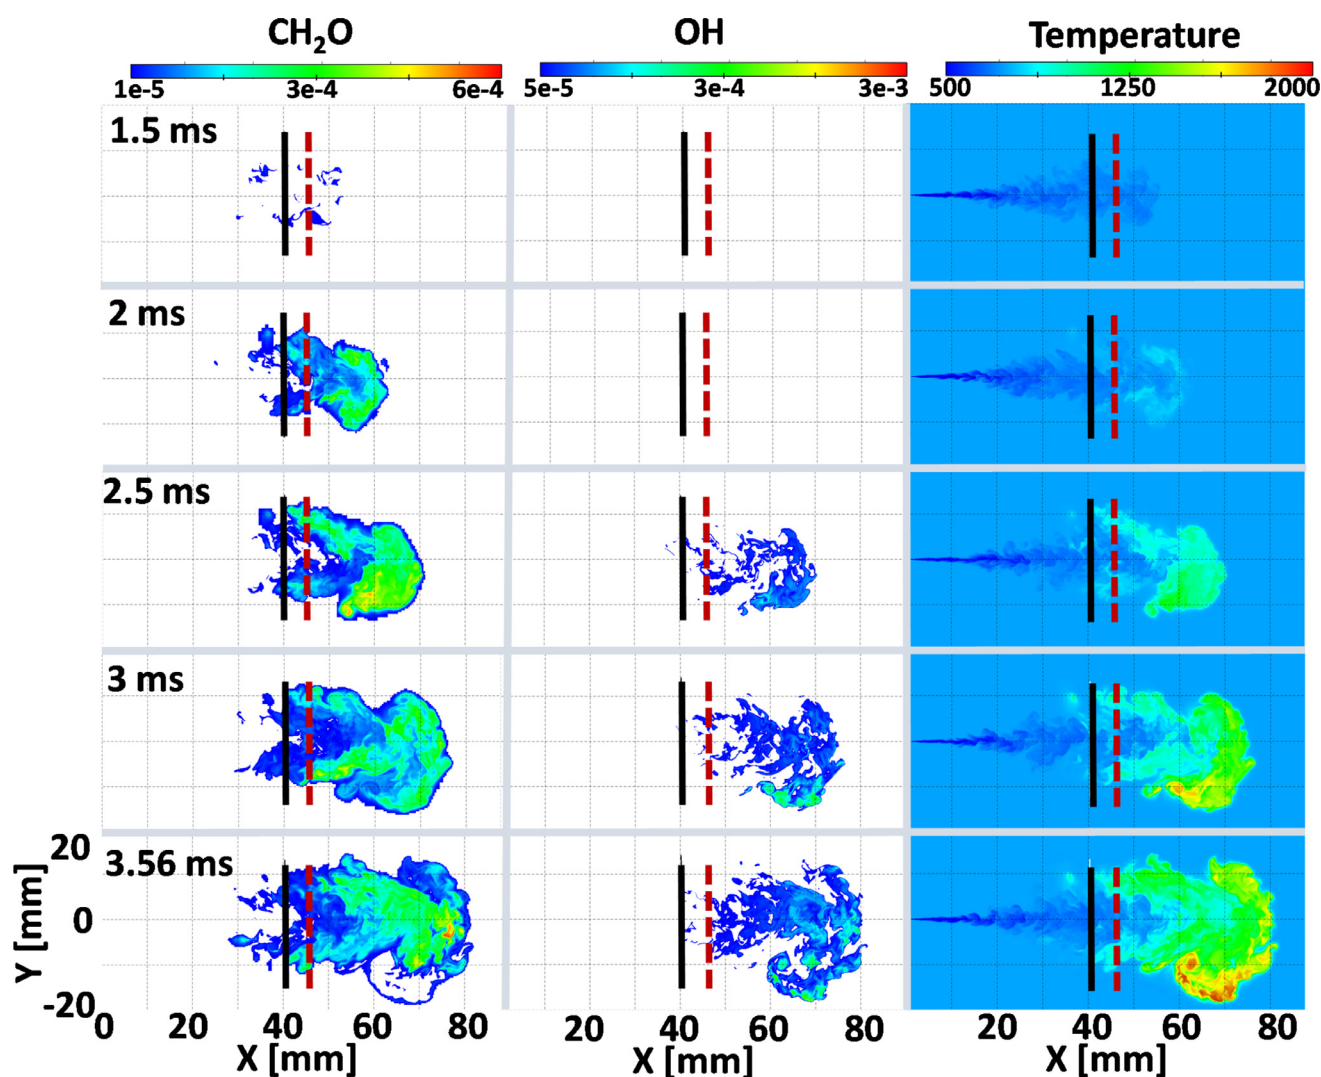 CH₂O OH Temperature
1e-5 3e-4 6e-4 5e-5 3e-4 3e-3 500 1250 2000
1.5 ms
2 ms
2.5 ms
3 ms
3.56 ms
20
0
-20
Y [mm]
0 20 40 60 80 20 40 60 80 20 40 60 80
X [mm] X [mm] X [mm]